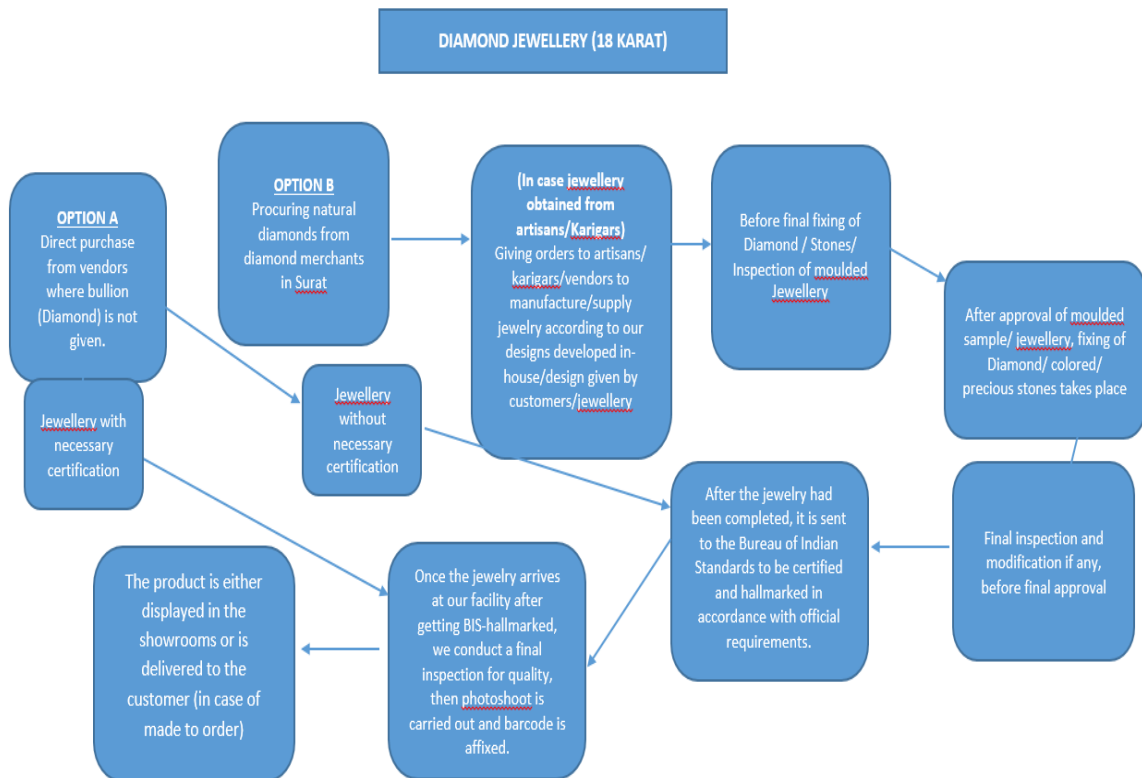 DIAMOND JEWELLERY (18 KARAT)
OPTION A
Direct purchase
from vendors
where bullion
(Diamond) is not
given.
OPTION B
Procuring natural
diamonds from
diamond merchants
in Surat
(In case jewellery
obtained from
artisans/Karigars)
Giving orders to artisans/
karigars/vendors to
manufacture/supply
jewelry according to our
designs developed in-
house/design given by
customers/jewellery
Before final fixing of
Diamond / Stones/
Inspection of moulded
Jewellery
After approval of moulded
sample/ jewellery, fixing of
Diamond/ colored/
precious stones takes place
Jewellery with
necessary
certification
Jewellery
without
necessary
certification
After the jewelry had
been completed, it is sent
to the Bureau of Indian
Standards to be certified
and hallmarked in
accordance with official
requirements.
Final inspection and
modification if any,
before final approval
The product is either
displayed in the
showrooms or is
delivered to the
customer (in case of
made to order)
Once the jewelry arrives
at our facility after
getting BIS-hallmarked,
we conduct a final
inspection for quality,
then photoshoot is
carried out and barcode is
affixed.